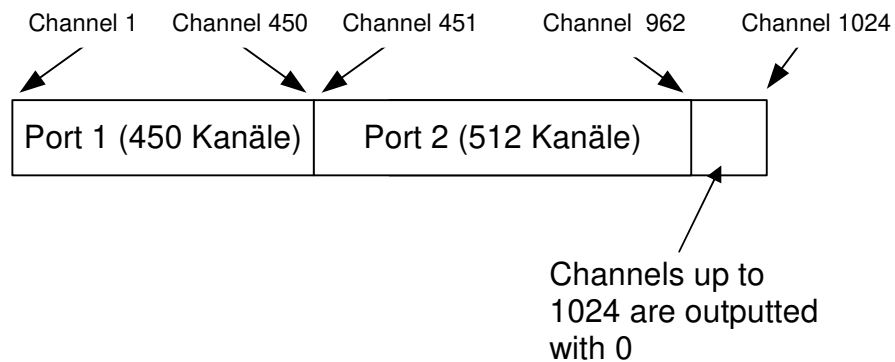 Channel 1
Channel 450
Channel 451
Channel 962
Channel 1024
Port 1 (450 Kanäle)
Port 2 (512 Kanäle)
Channels up to
1024 are outputted
with 0